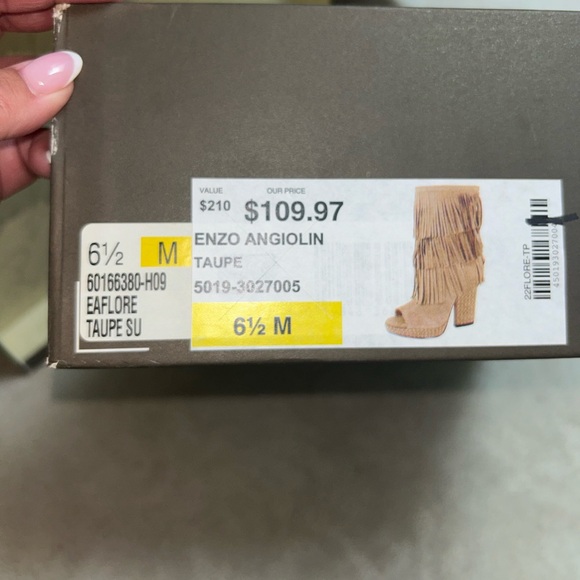 VALUE OUR PRICE
$210 $109.97
ENZO ANGIOLIN
TAUPE
5019-3027005
6½ M
22FLORE-TP
6½ M
60166380-H09
EAFLORE
TAUPE SU